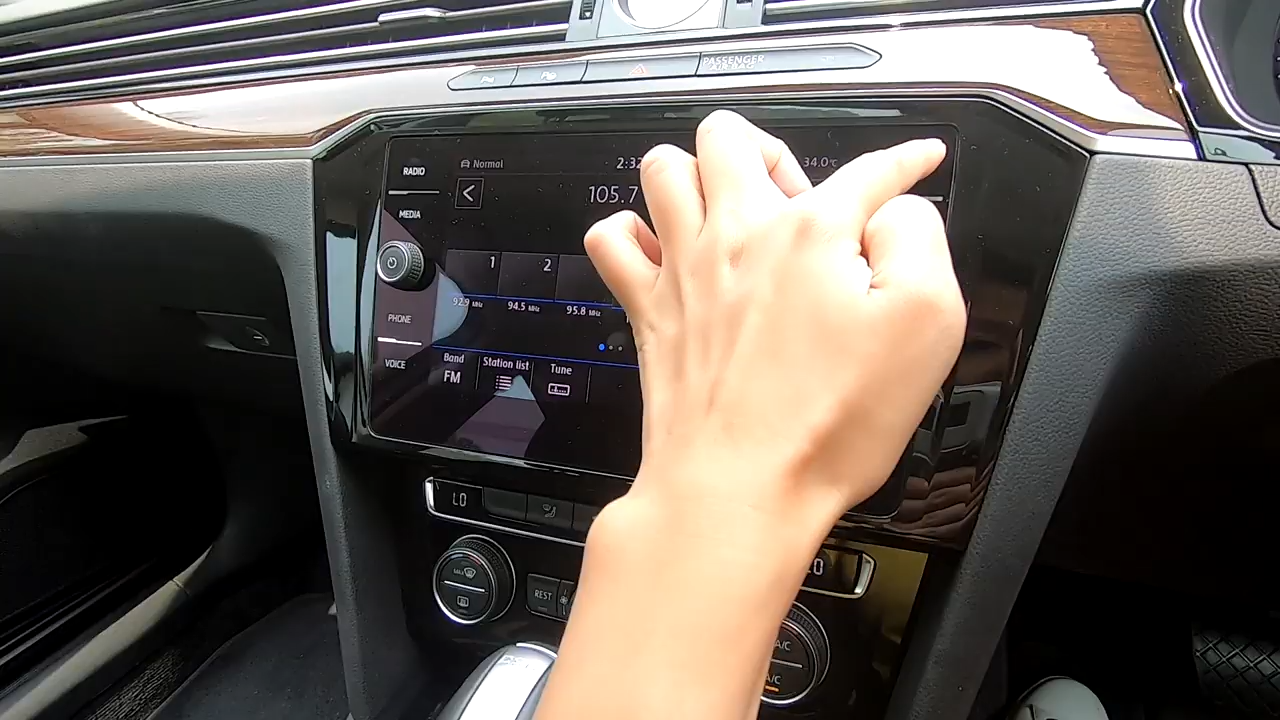 PASSENGER
AIR BAG
RADIO
Normal
2:32
34.0°C
105.7
MEDIA
1
2
92.9 MHz
94.5 MHz
95.8 MHz
PHONE
VOICE
Band
FM
Station list
Tune
LO
MAX
REST
A/C
A/C